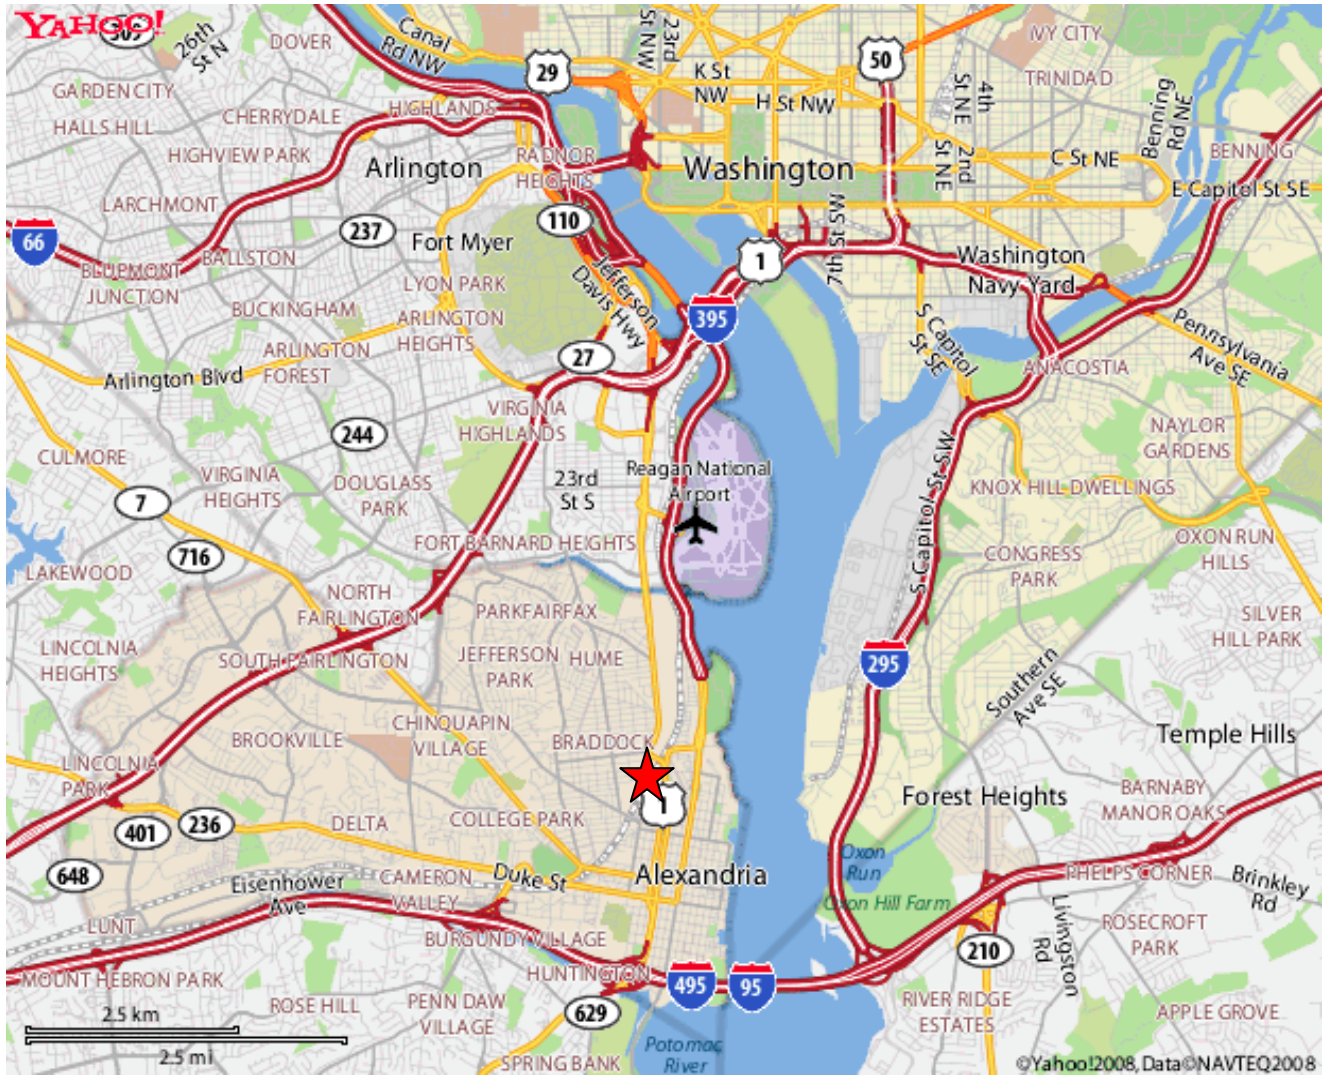 YAHOO!
309
26th
St N
DOVER
Canal
Rd NW
29
23rd
St NW
K St
NW
H St NW
50
4th
St NE
IVY CITY
TRINIDAD
Benning
Rd NE
GARDEN CITY
HALLS HILL
CHERRYDALE
HIGHLANDS
HIGHVIEW PARK
Arlington
RADNOR
HEIGHTS
Washington
2nd
St NE
C St NE
BENNING
E Capitol St SE
LARCHMONT
66
237
110
Fort Myer
7th St SW
1
BLUEMONT
JUNCTION
BALLSTON
LYON PARK
BUCKINGHAM
Jefferson
Davis Hwy
Washington
Navy Yard
395
ARLINGTON
HEIGHTS
ARLINGTON
FOREST
Arlington Blvd
27
S Capitol
St SE
Pennsylvania
Ave SE
ANACOSTIA
VIRGINIA
HIGHLANDS
244
CULMORE
NAYLOR
GARDENS
VIRGINIA
HEIGHTS
DOUGLASS
PARK
23rd
St S
Reagan National
Airport
KNOX HILL DWELLINGS
7
716
FORT BARNARD HEIGHTS
S Capitol St SW
CONGRESS
PARK
OXON RUN
HILLS
LAKEWOOD
NORTH
FAIRLINGTON
PARKFAIRFAX
SILVER
HILL PARK
LINCOLNIA
HEIGHTS
SOUTH FAIRLINGTON
JEFFERSON
PARK
HUME
295
Southern
Ave SE
CHINQUAPIN
VILLAGE
BROOKVILLE
BRADDOCK
Temple Hills
LINCOLNIA
PARK
1
Forest Heights
BARNABY
MANOR OAKS
401
236
DELTA
COLLEGE PARK
648
Eisenhower
Ave
CAMERON
VALLEY
Duke St
Alexandria
Oxon
Run
Oxon Hill Farm
PHELPS CORNER
Brinkley
Rd
LUNT
BURGUNDY VILLAGE
Livingston
Rd
ROSECROFT
PARK
210
MOUNT HEBRON PARK
HUNTINGTON
495
95
ROSE HILL
PENN DAW
VILLAGE
629
RIVER RIDGE
ESTATES
APPLE GROVE
2.5 km
2.5 mi
SPRING BANK
Potomac
River
©Yahoo!2008, Data©NAVTEQ2008